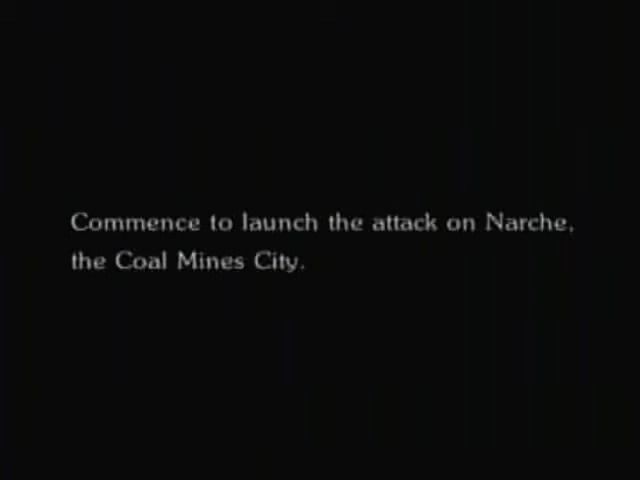 Commence to launch the attack on Narche,
the Coal Mines City.